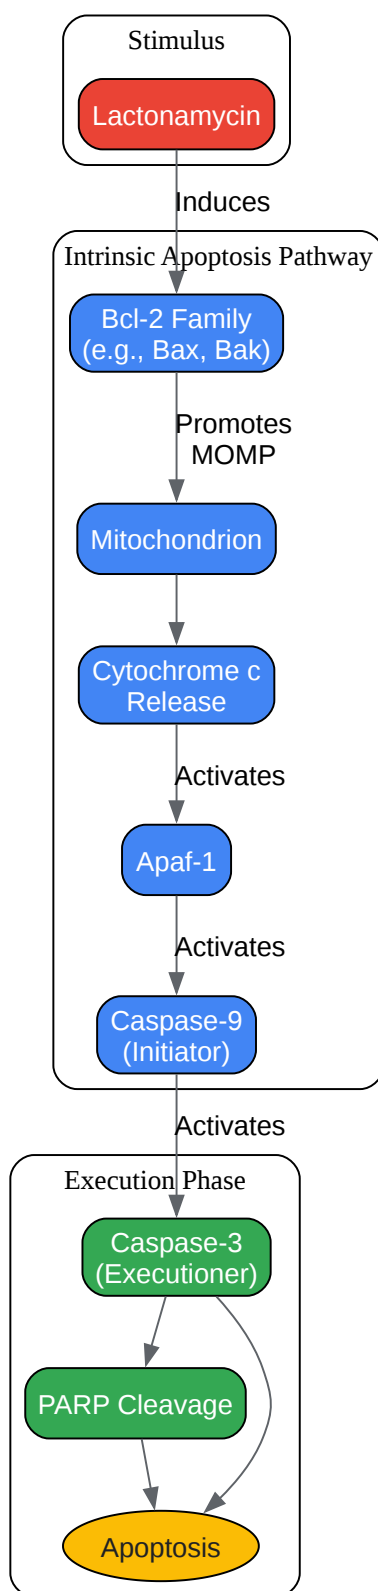 Stimulus
Lactonamycin
Induces
Intrinsic Apoptosis Pathway
Bcl-2 Family
(e.g., Bax, Bak)
Promotes
MOMP
Mitochondrion
Cytochrome c
Release
Activates
Apaf-1
Activates
Caspase-9
(Initiator)
Activates
Execution Phase
Caspase-3
(Executioner)
PARP Cleavage
Apoptosis